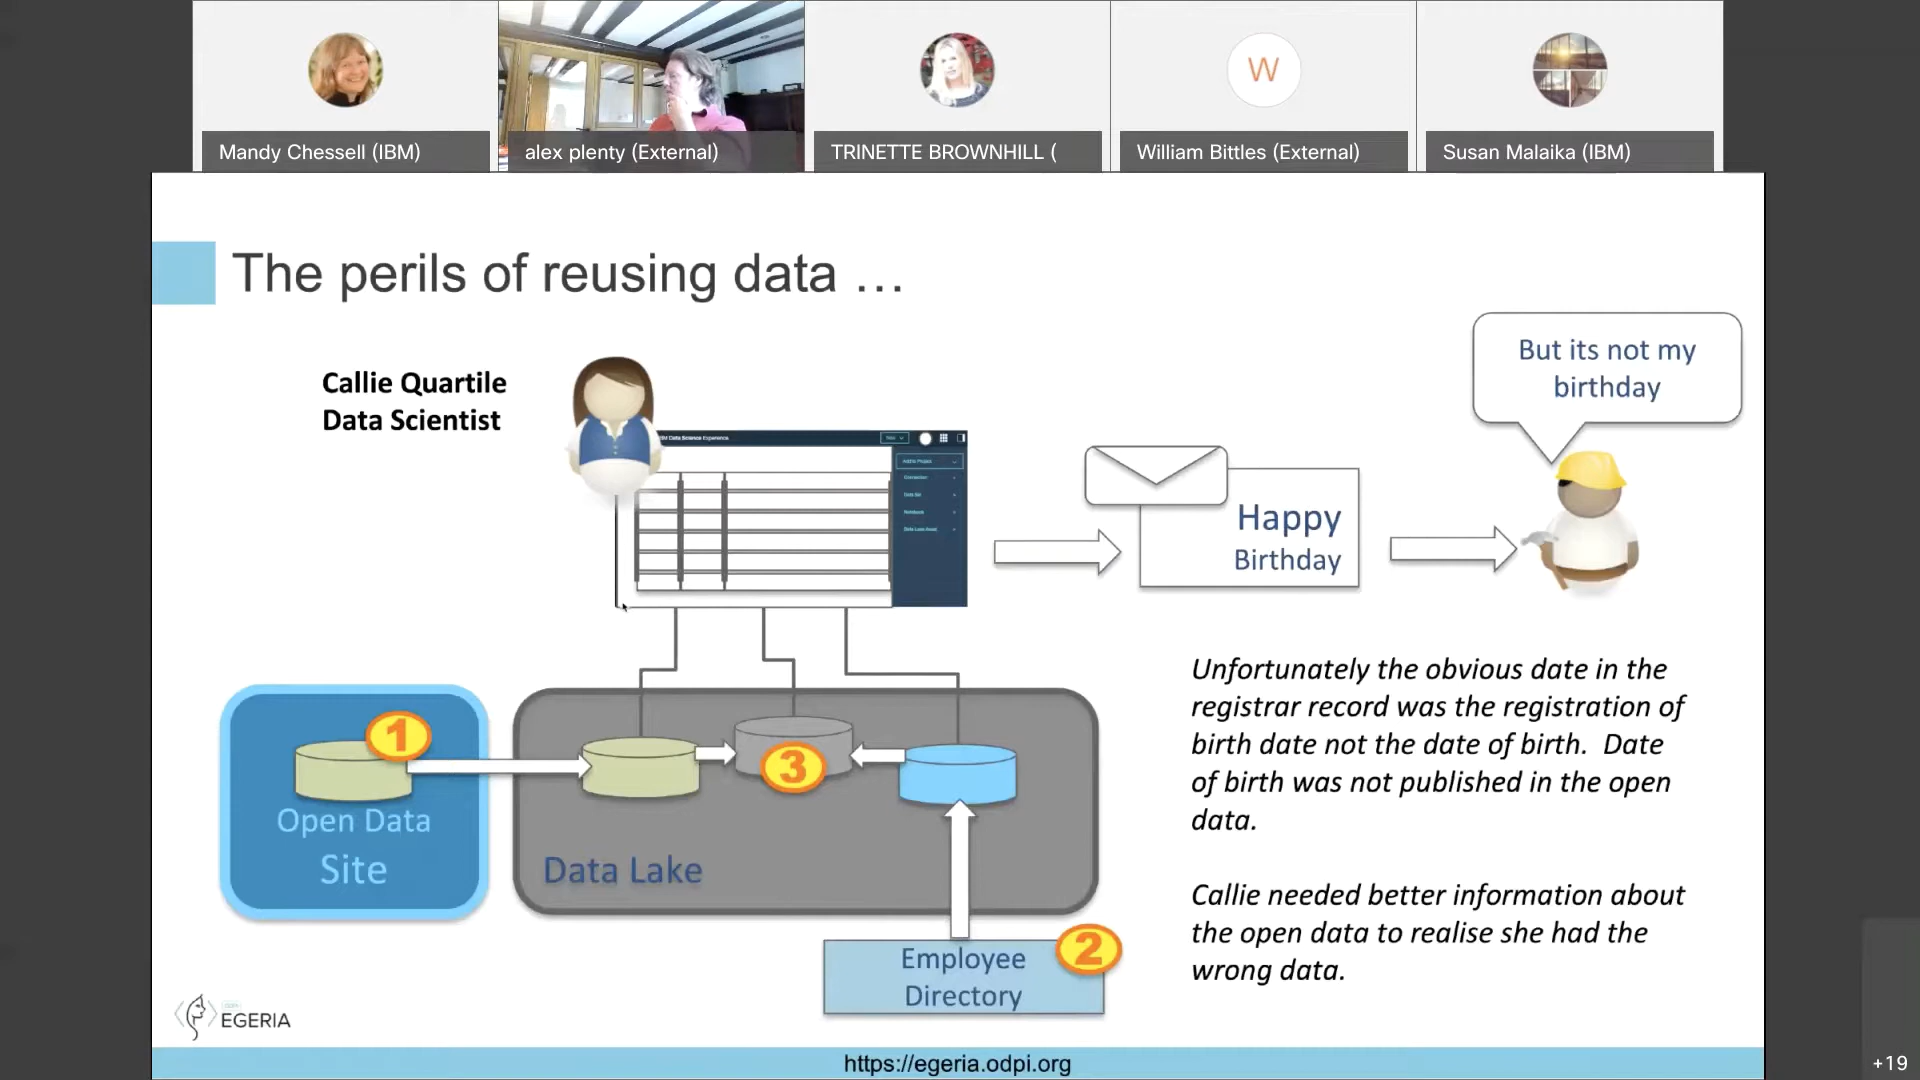 Mandy Chessell (IBM)
alex plenty (External)
TRINETTE BROWNHILL (
W
William Bittles (External)
Susan Malaika (IBM)
The perils of reusing data …
Callie Quartile
Data Scientist
But its not my
birthday
Data Science Experience
Happy
Birthday
1
3
Open Data
Site
Data Lake
2
Employee
Directory
Unfortunately the obvious date in the
registrar record was the registration of
birth date not the date of birth. Date
of birth was not published in the open
data.
Callie needed better information about
the open data to realise she had the
wrong data.
EGERIA
https://egeria.odpi.org
+19